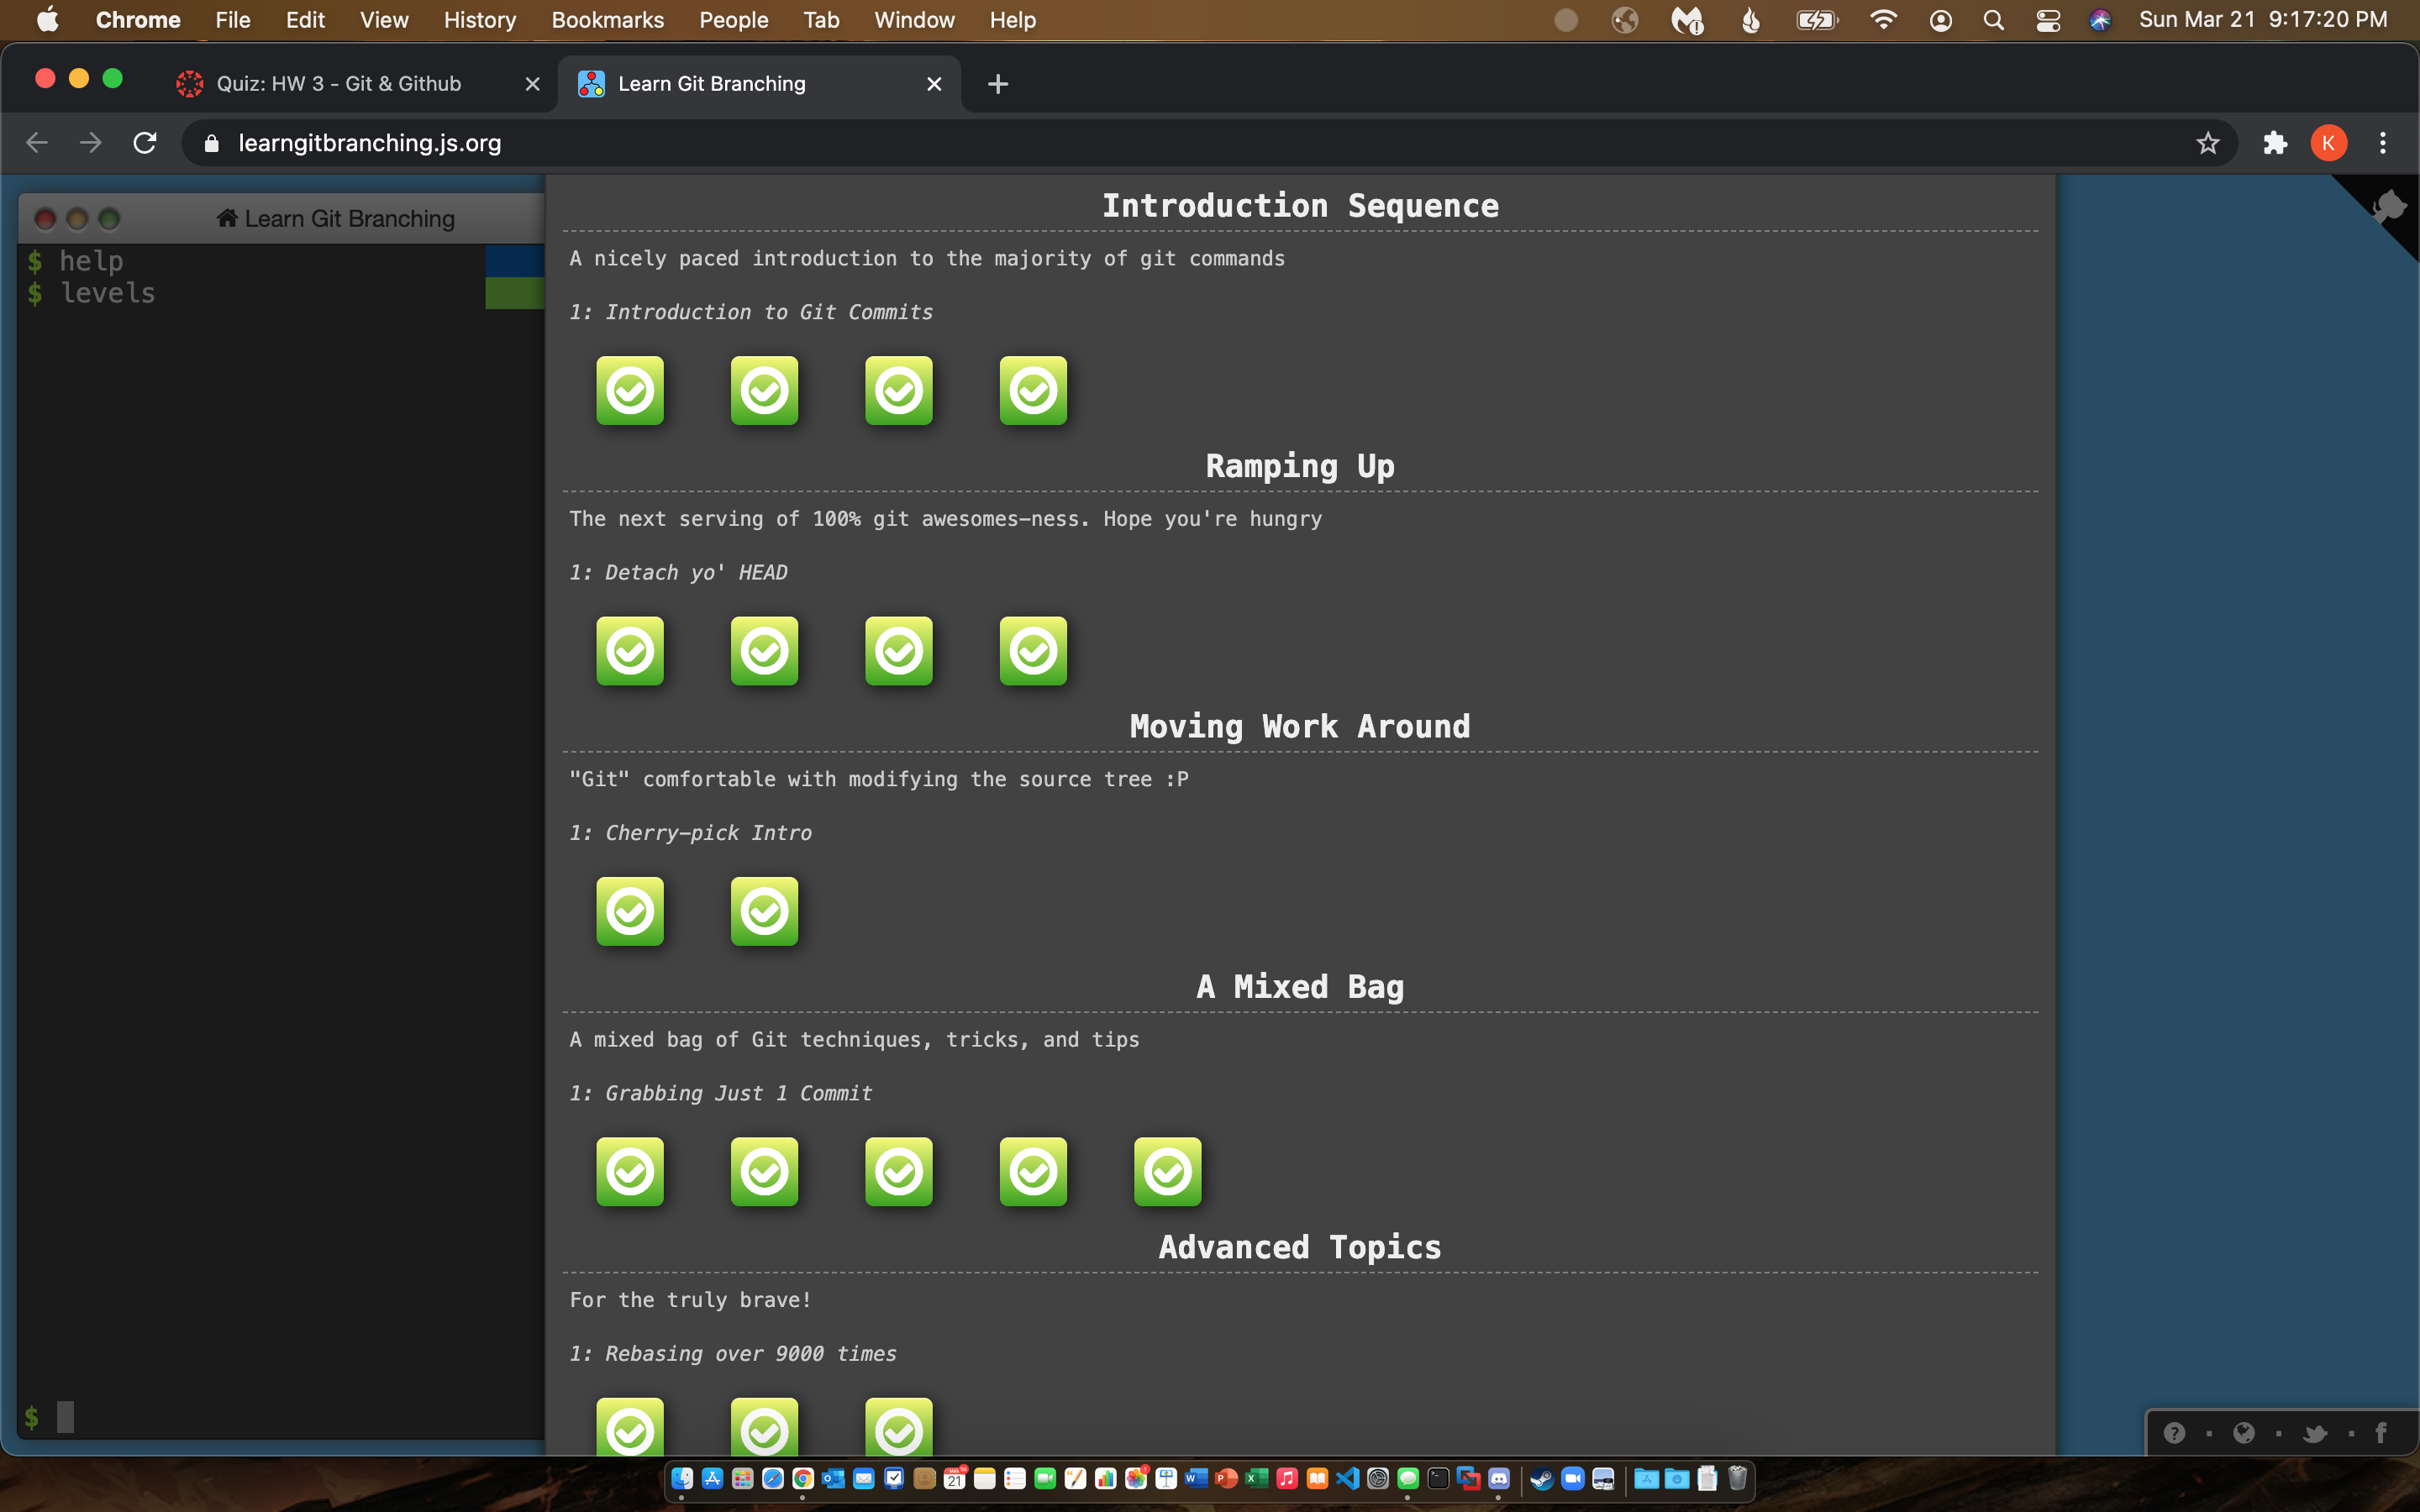 Chrome File Edit View History Bookmarks People Tab Window Help Sun Mar 21 9:17:20 PM
Quiz: HW 3 - Git & Github Learn Git Branching
learngitbranching.js.org K
Learn Git Branching
$ help
$ levels
$
Introduction Sequence
A nicely paced introduction to the majority of git commands
1: Introduction to Git Commits
Ramping Up
The next serving of 100% git awesomes-ness. Hope you're hungry
1: Detach yo' HEAD
Moving Work Around
"Git" comfortable with modifying the source tree :P
1: Cherry-pick Intro
A Mixed Bag
A mixed bag of Git techniques, tricks, and tips
1: Grabbing Just 1 Commit
Advanced Topics
For the truly brave!
1: Rebasing over 9000 times
21